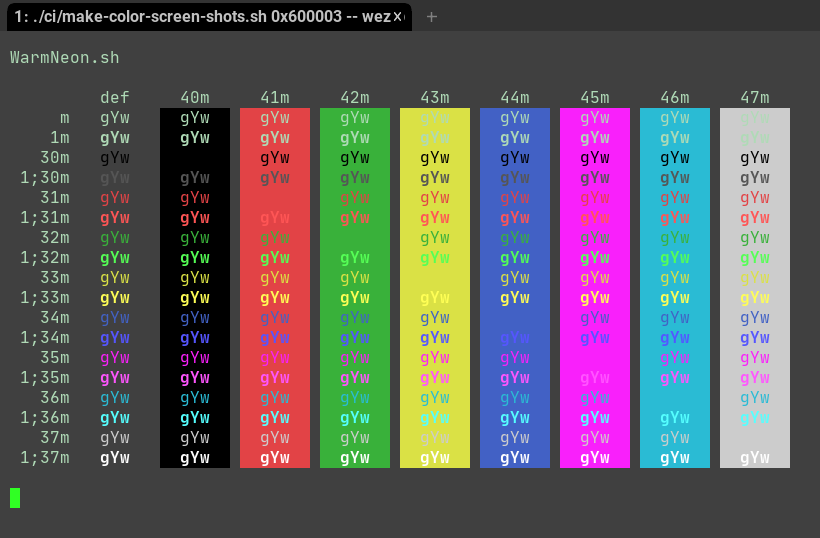 1: ./ci/make-color-screen-shots.sh 0x600003 -- wez× +
WarmNeon.sh
def 40m 41m 42m 43m 44m 45m 46m 47m
m gYw gYw gYw gYw gYw gYw gYw gYw gYw
1m gYw gYw gYw gYw gYw gYw gYw gYw gYw
30m gYw gYw gYw gYw gYw gYw gYw gYw
1;30m gYw gYw gYw gYw gYw gYw gYw gYw gYw
31m gYw gYw gYw gYw gYw gYw gYw gYw
1;31m gYw gYw gYw gYw gYw gYw gYw gYw gYw
32m gYw gYw gYw gYw gYw gYw gYw gYw
1;32m gYw gYw gYw gYw gYw gYw gYw gYw gYw
33m gYw gYw gYw gYw gYw gYw gYw gYw
1;33m gYw gYw gYw gYw gYw gYw gYw gYw gYw
34m gYw gYw gYw gYw gYw gYw gYw gYw
1;34m gYw gYw gYw gYw gYw gYw gYw gYw gYw
35m gYw gYw gYw gYw gYw gYw gYw gYw
1;35m gYw gYw gYw gYw gYw gYw gYw gYw gYw
36m gYw gYw gYw gYw gYw gYw gYw gYw
1;36m gYw gYw gYw gYw gYw gYw gYw gYw gYw
37m gYw gYw gYw gYw gYw gYw gYw gYw
1;37m gYw gYw gYw gYw gYw gYw gYw gYw gYw